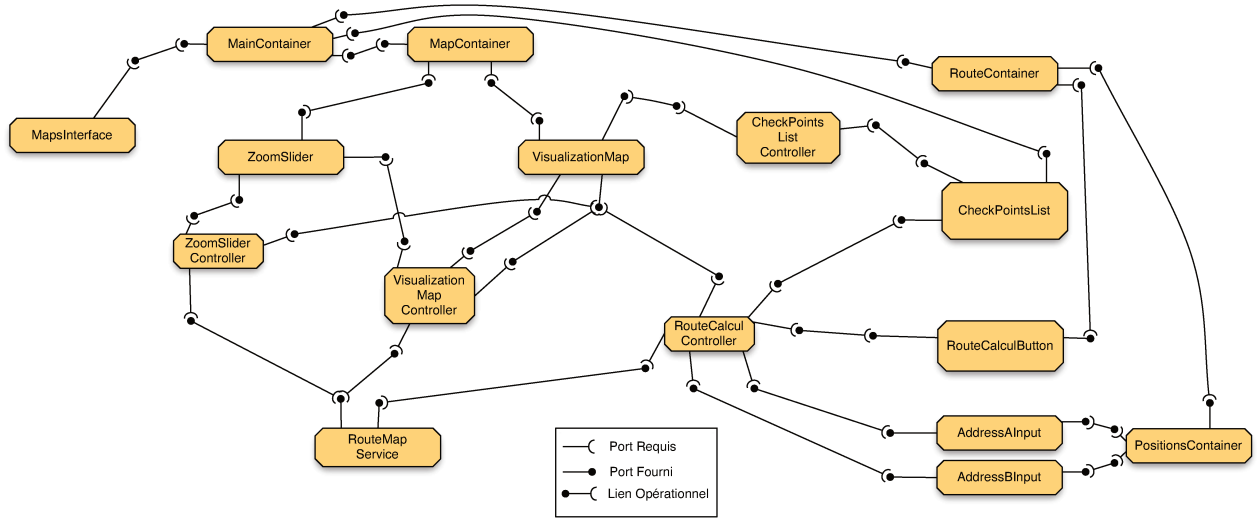 MainContainer
MapContainer
RouteContainer
MapsInterface
CheckPoints
List
Controller
ZoomSlider
VisualizationMap
CheckPointsList
ZoomSlider
Controller
Visualization
Map
Controller
RouteCalcul
Controller
RouteCalculButton
RouteMap
Service
AddressAInput
PositionsContainer
AddressBInput
Port Requis
Port Fourni
Lien Opérationnel